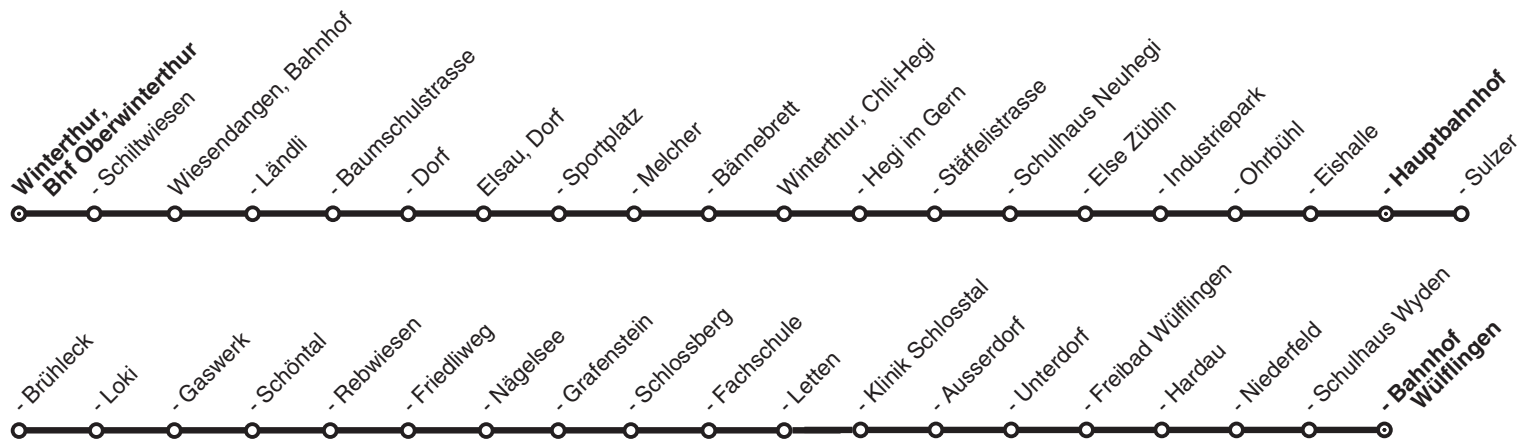 Winterthur,
Bhf Oberwinterthur
- Schiltwiesen
Wiesendangen, Bahnhof
- Ländli
- Baumschulstrasse
- Dorf
Elsau, Dorf
- Sportplatz
- Melcher
- Bännebrett
Winterthur, Chli-Hegi
- Hegi im Gern
- Stäffelistrasse
- Schulhaus Neuhegi
- Else Züblin
- Industriepark
- Ohrbühl
- Eishalle
- Hauptbahnhof
- Sulzer
- Brühleck
- Loki
- Gaswerk
- Schöntal
- Rebwiesen
- Friedliweg
- Nägelsee
- Grafenstein
- Schlossberg
- Fachschule
- Letten
- Klinik Schlosstal
- Ausserdorf
- Unterdorf
- Freibad Wülflingen
- Hardau
- Niederfeld
- Schulhaus Wyden
- Bahnhof
Wülflingen